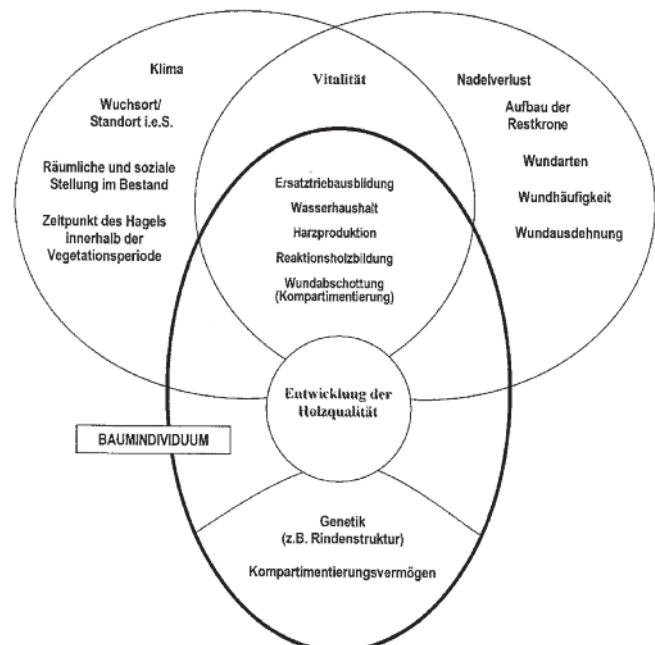 Klima
Wuchsort/
Standort i.e.S.
Räumliche und soziale
Stellung im Bestand
Zeitpunkt des Hagels
innerhalb der
Vegetationsperiode
Vitalität
Nadelverlust
Aufbau der
Restkrone
Wundarten
Wundhäufigkeit
Wundausdehnung
Ersatztriebausbildung
Wasserhaushalt
Harzproduktion
Reaktionsholzbildung
Wundabschottung
(Kompartimentierung)
Entwicklung der
Holzqualität
BAUMINDIVIDUUM
Genetik
(z.B. Rindenstruktur)
Kompartimentierungsvermögen